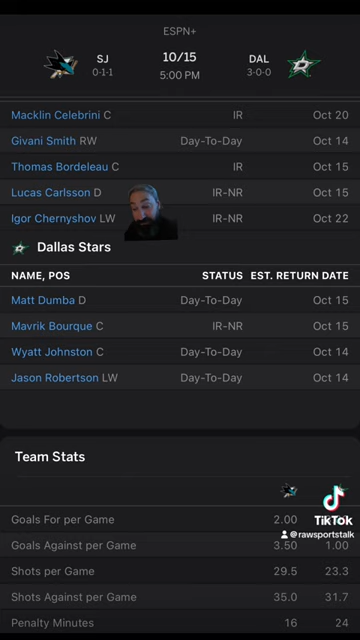 ESPN+
SJ 10/15 DAL
0-1-1 5:00 PM 3-0-0
Macklin Celebrini C IR Oct 20
Givani Smith RW Day-To-Day Oct 14
Thomas Bordeleau C IR Oct 15
Lucas Carlsson D IR-NR Oct 15
Igor Chernyshov LW IR-NR Oct 22
Dallas Stars
NAME, POS STATUS EST. RETURN DATE
Matt Dumba D Day-To-Day Oct 15
Mavrik Bourque C IR-NR Oct 15
Wyatt Johnston C Day-To-Day Oct 14
Jason Robertson LW Day-To-Day Oct 14
Team Stats
TikTok
Goals For per Game 2.00
@rawsportstalk
Goals Against per Game 3.50 1.00
Shots per Game 29.5 23.3
Shots Against per Game 35.0 31.7
Penalty Minutes 16 24